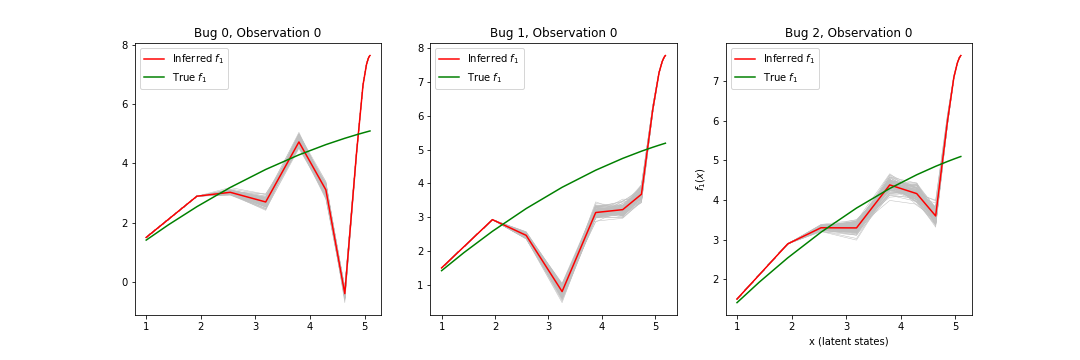 Bug 0, Observation 0
Inferred f₁
True f₁
8
6
4
2
0
1 2 3 4 5
Bug 1, Observation 0
Inferred f₁
True f₁
8
7
6
5
4
3
2
1
1 2 3 4 5
Bug 2, Observation 0
Inferred f₁
True f₁
f₁(x)
7
6
5
4
3
2
1 2 3 4 5
x (latent states)